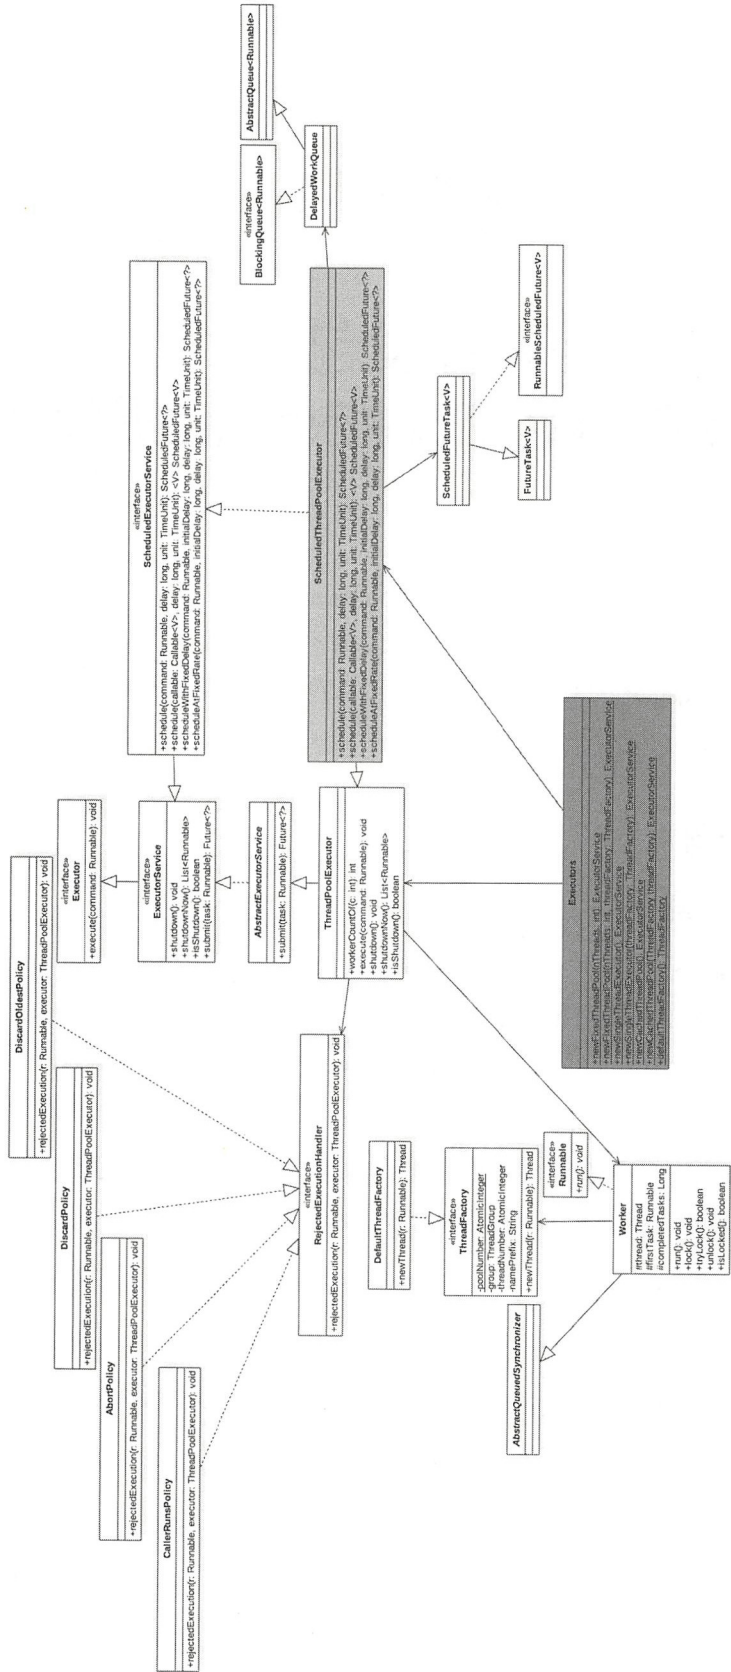 DiscardOldestPolicy
+rejectedExecution(r: Runnable, executor: ThreadPoolExecutor): void
DiscardPolicy
+rejectedExecution(r: Runnable, executor: ThreadPoolExecutor): void
AbortPolicy
+rejectedExecution(r: Runnable, executor: ThreadPoolExecutor): void
CallerRunsPolicy
+rejectedExecution(r: Runnable, executor: ThreadPoolExecutor): void
«interface»
Executor
+execute(command: Runnable): void
«interface»
ExecutorService
+shutdown(): void
+shutdownNow(): List<Runnable>
+isShutdown(): boolean
+submit(task: Runnable): Future<?>
«interface»
ScheduledExecutorService
+schedule(command: Runnable, delay: long, unit: TimeUnit): ScheduledFuture<?>
+schedule(callable: Callable<V>, delay: long, unit: TimeUnit): <V> ScheduledFuture<V>
+scheduleWithFixedDelay(command: Runnable, initialDelay: long, delay: long, unit: TimeUnit): ScheduledFuture<?>
+scheduleAtFixedRate(command: Runnable, initialDelay: long, delay: long, unit: TimeUnit): ScheduledFuture<?>
AbstractQueue<Runnable>
«interface»
BlockingQueue<Runnable>
DelayedWorkQueue
AbstractExecutorService
+submit(task: Runnable): Future<?>
«interface»
RejectedExecutionHandler
+rejectedExecution(r: Runnable, executor: ThreadPoolExecutor): void
ThreadPoolExecutor
+workerCountOf(c: int): int
+execute(command: Runnable): void
+shutdown(): void
+shutdownNow(): List<Runnable>
+isShutdown(): boolean
ScheduledThreadPoolExecutor
+schedule(command: Runnable, delay: long, unit: TimeUnit): ScheduledFuture<?>
+schedule(callable: Callable<V>, delay: long, unit: TimeUnit): <V> ScheduledFuture<V>
+scheduleWithFixedDelay(command: Runnable, initialDelay: long, delay: long, unit: TimeUnit): ScheduledFuture<?>
+scheduleAtFixedRate(command: Runnable, initialDelay: long, delay: long, unit: TimeUnit): ScheduledFuture<?>
DefaultThreadFactory
+newThread(r: Runnable): Thread
«interface»
ThreadFactory
-poolNumber: AtomicInteger
-group: ThreadGroup
-threadNumber: AtomicInteger
-namePrefix: String
+newThread(r: Runnable): Thread
ScheduledFutureTask<V>
FutureTask<V>
«interface»
RunnableScheduledFuture<V>
AbstractQueuedSynchronizer
«interface»
Runnable
+run(): void
Worker
#thread: Thread
#firstTask: Runnable
#completedTasks: Long
+run(): void
+lock(): void
+tryLock(): boolean
+unlock(): void
+isLocked(): boolean
Executors
+newFixedThreadPool(nThreads: int): ExecutorService
+newFixedThreadPool(nThreads: int, threadFactory: ThreadFactory): ExecutorService
+newSingleThreadExecutor(): ExecutorService
+newSingleThreadExecutor(threadFactory: ThreadFactory): ExecutorService
+newCachedThreadPool(): ExecutorService
+newCachedThreadPool(ThreadFactory threadFactory): ExecutorService
+defaultThreadFactory(): ThreadFactory